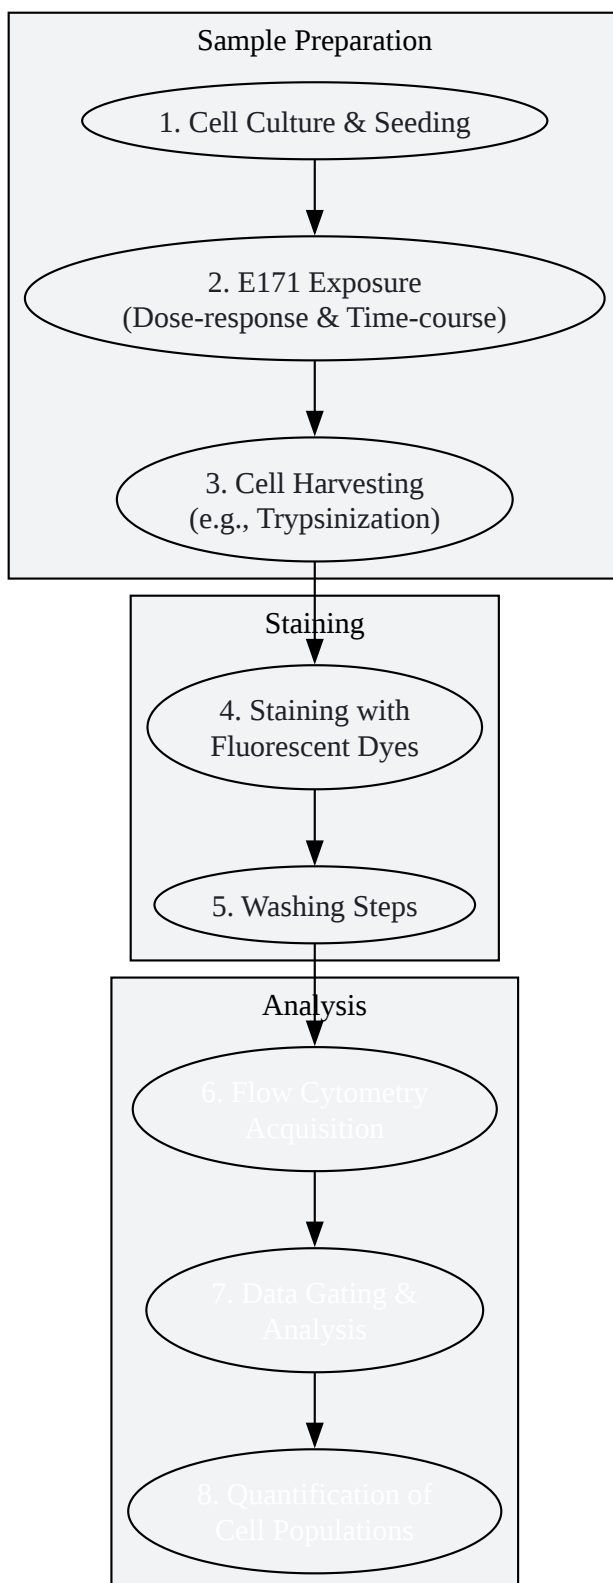 Sample Preparation
1. Cell Culture & Seeding
2. E171 Exposure
(Dose-response & Time-course)
3. Cell Harvesting
(e.g., Trypsinization)
Staining
4. Staining with
Fluorescent Dyes
5. Washing Steps
Analysis
6. Flow Cytometry
Acquisition
7. Data Gating &
Analysis
8. Quantification of
Cell Populations